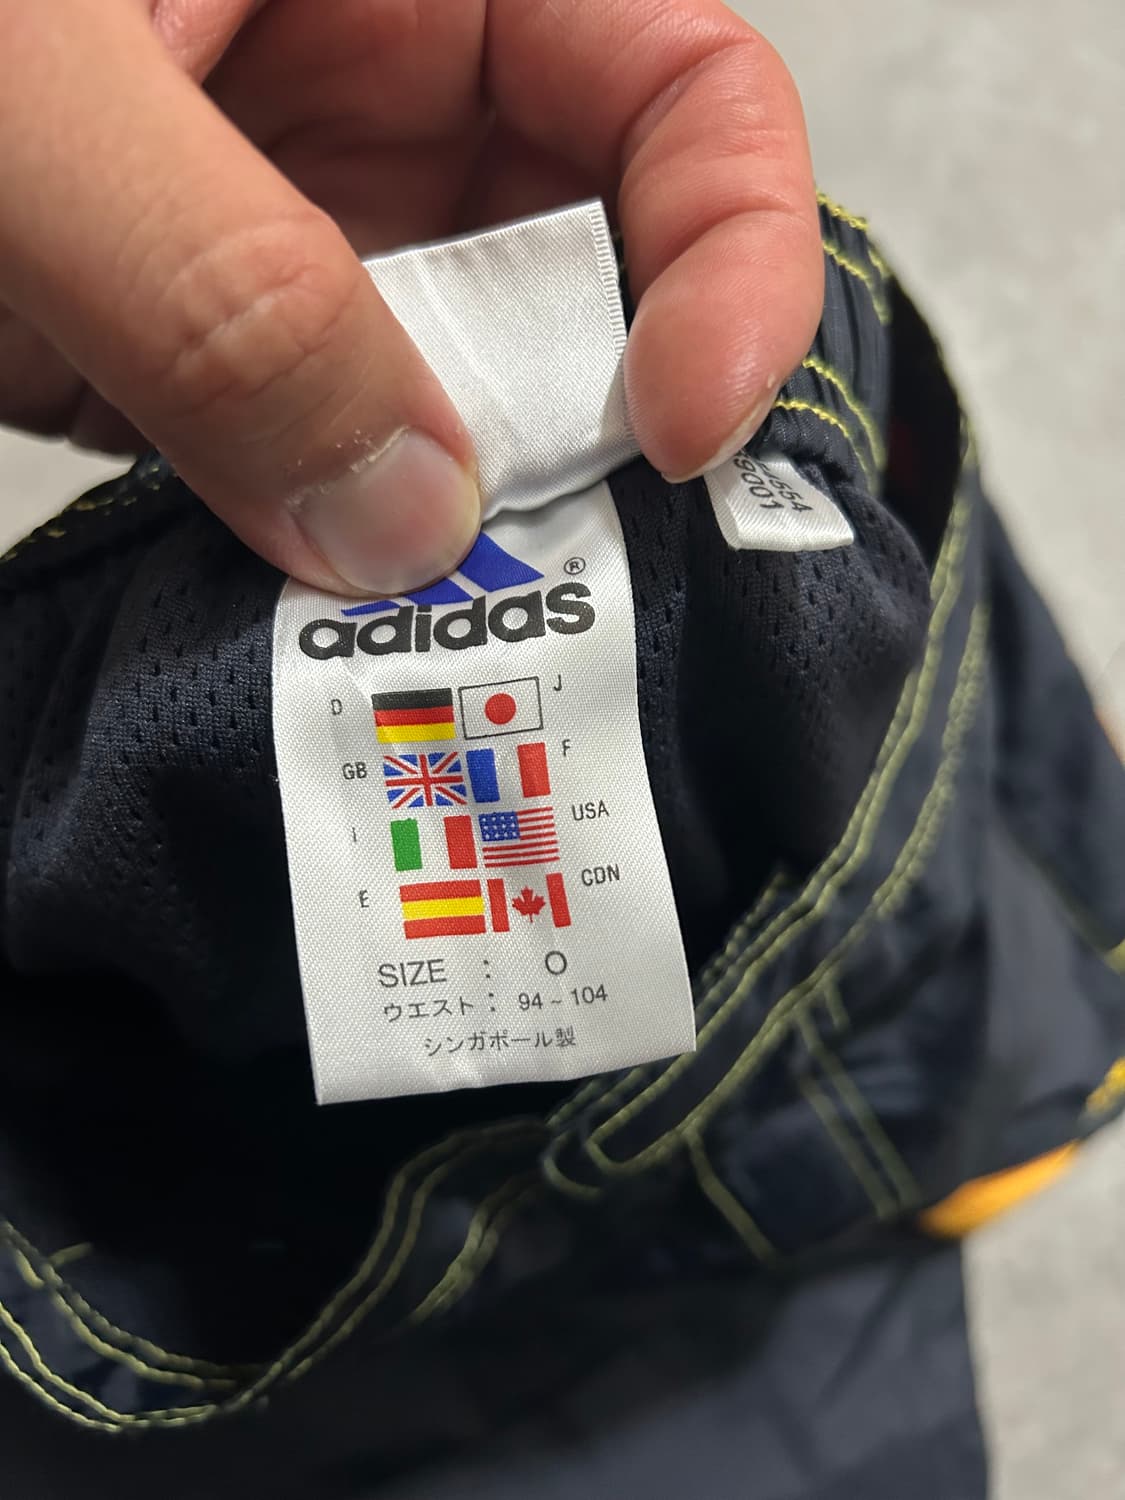 adidas®
D J
GB F
I USA
E CDN
SIZE : O
ウエスト: 94~104
シンガポール製